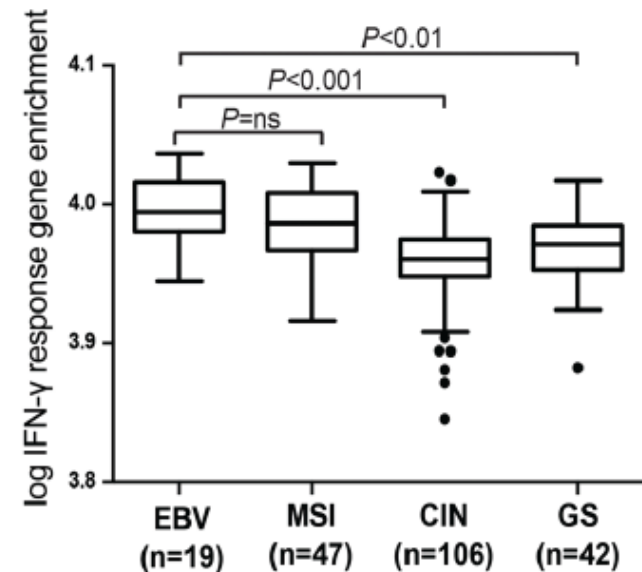 log IFN-γ response gene enrichment
4.1
4.0
3.9
3.8
P<0.01
P<0.001
P=ns
EBV MSI CIN GS
(n=19) (n=47) (n=106) (n=42)